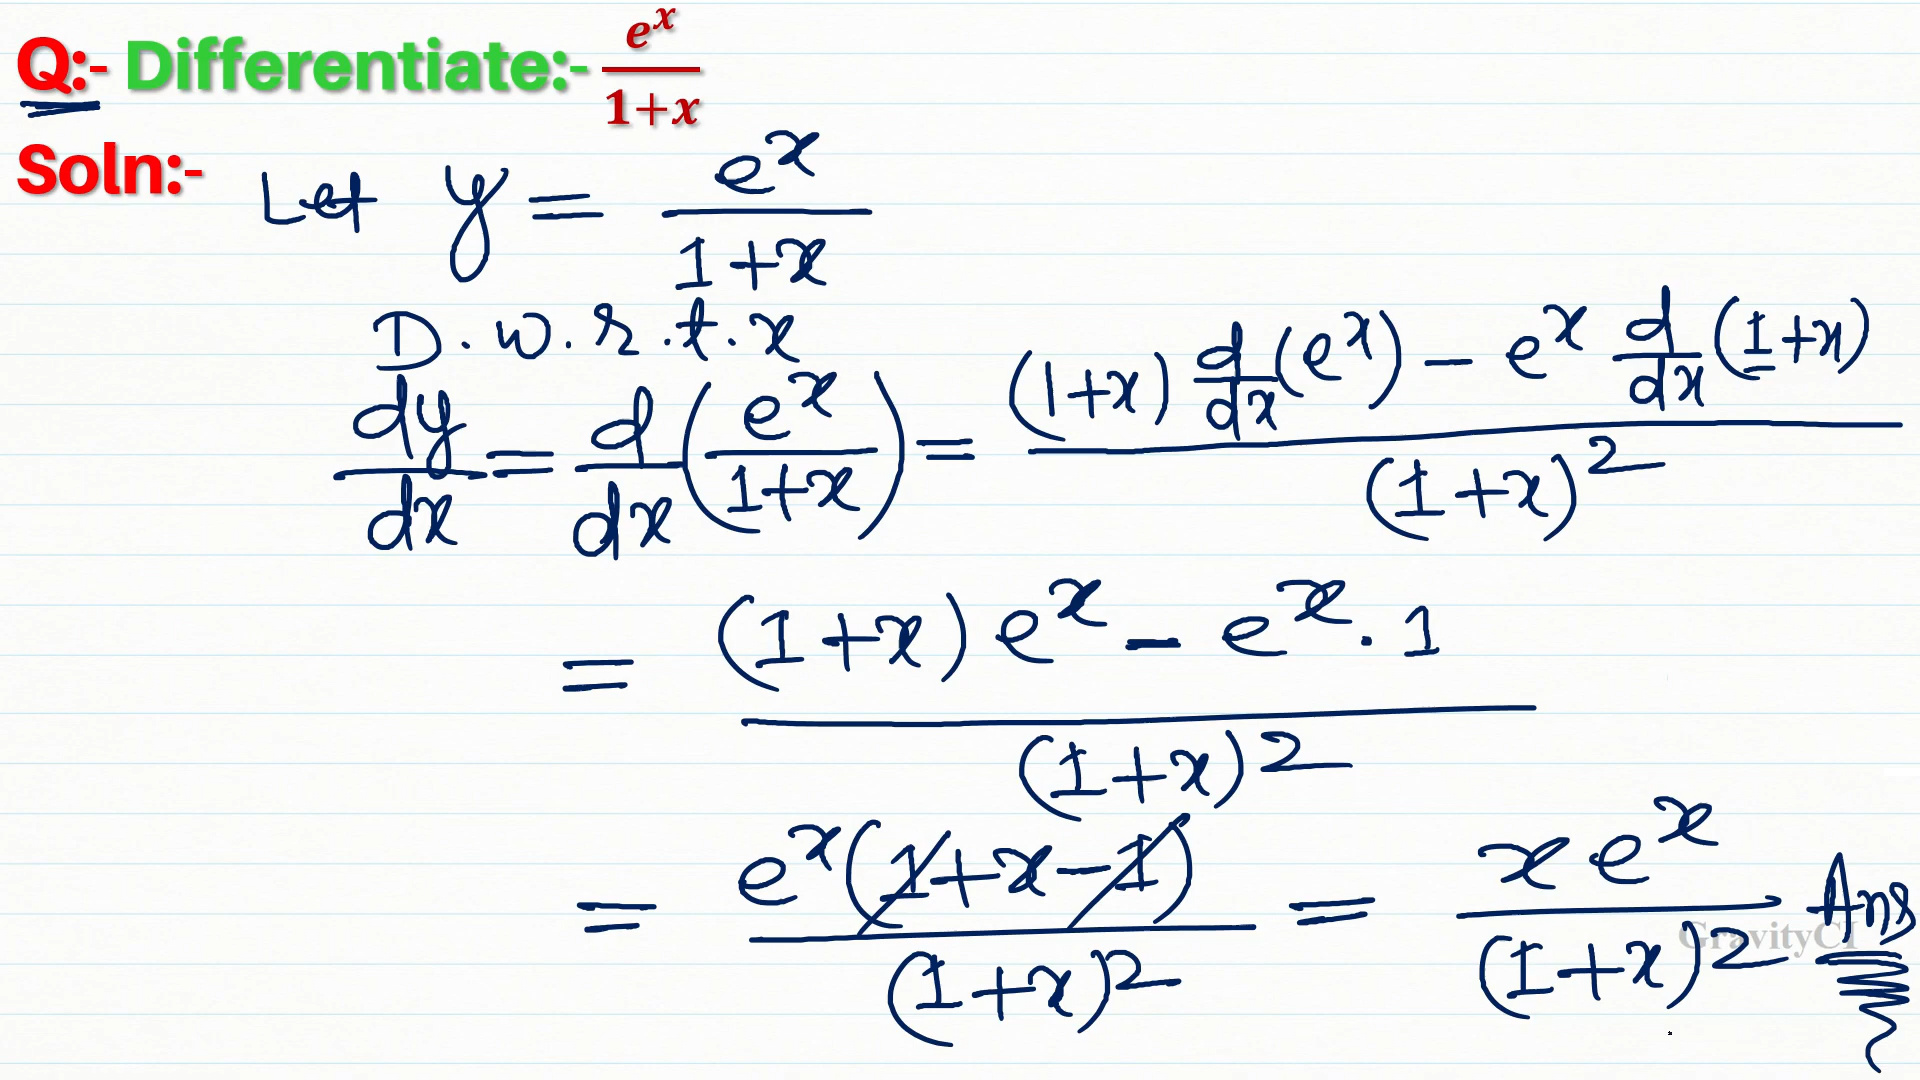 Q:- Differentiate:- e^x/(1+x)
Soln:- Let y = e^x/(1+x)
D.w.r.t.x
dy/dx = d/dx (e^x/(1+x)) = ((1+x) d/dx (e^x) − e^x d/dx (1+x))/(1+x)^2
= ((1+x) e^x − e^x . 1)/(1+x)^2
= e^x (1+x−1)/(1+x)^2 = x e^x/(1+x)^2 Ans
GravityCI